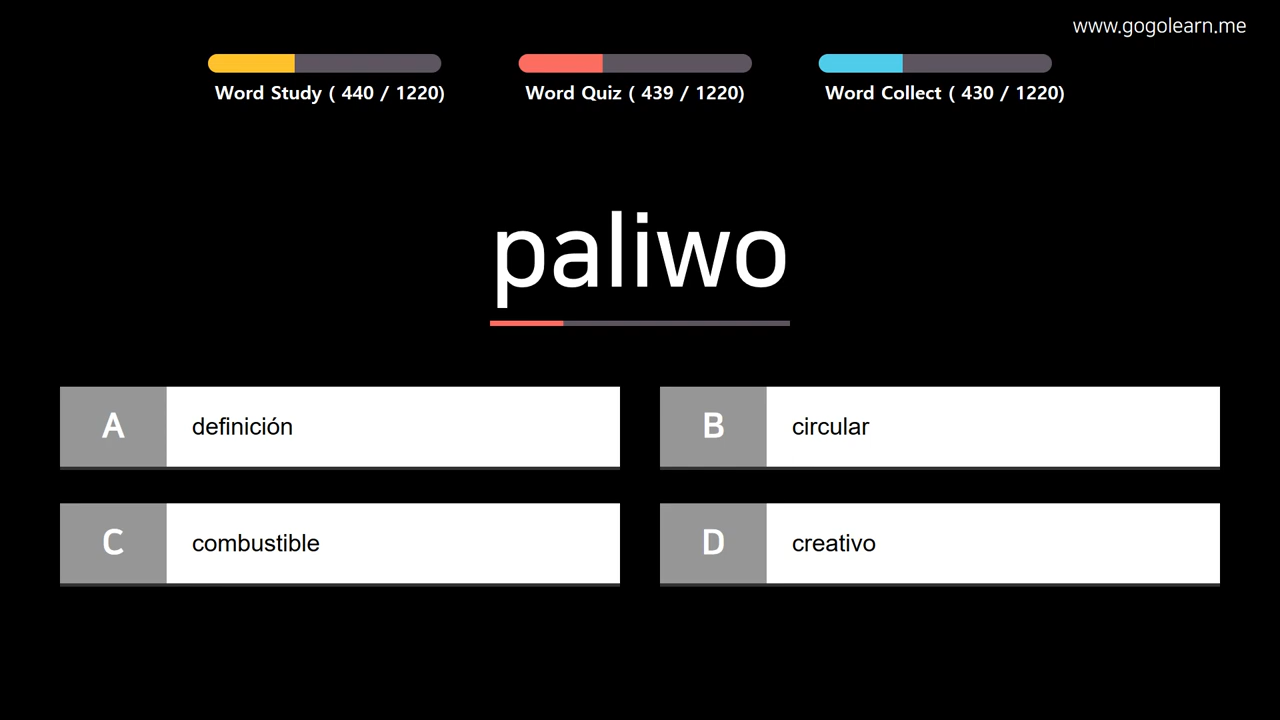 www.gogolearn.me
Word Study ( 440 / 1220)
Word Quiz ( 439 / 1220)
Word Collect ( 430 / 1220)
paliwo
A definición
B circular
C combustible
D creativo